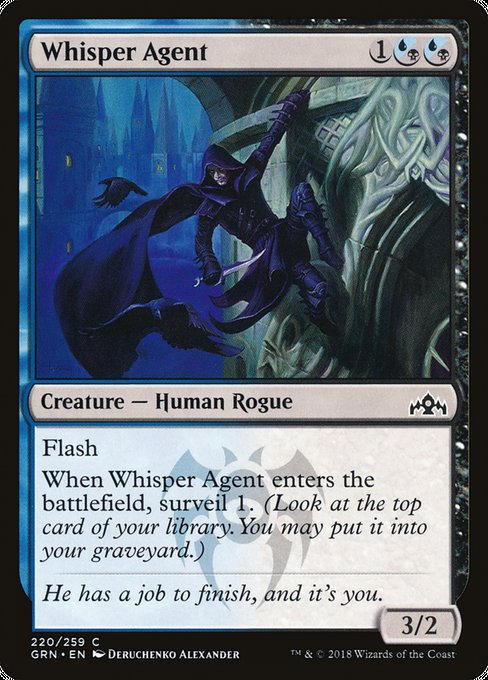 Whisper Agent 1
Creature — Human Rogue
Flash
When Whisper Agent enters the
battlefield, surveil 1. (Look at the top
card of your library. You may put it into
your graveyard.)
He has a job to finish, and it's you.
3/2
220/259 C
GRN • EN Deruchenko Alexander
™ & © 2018 Wizards of the Coast